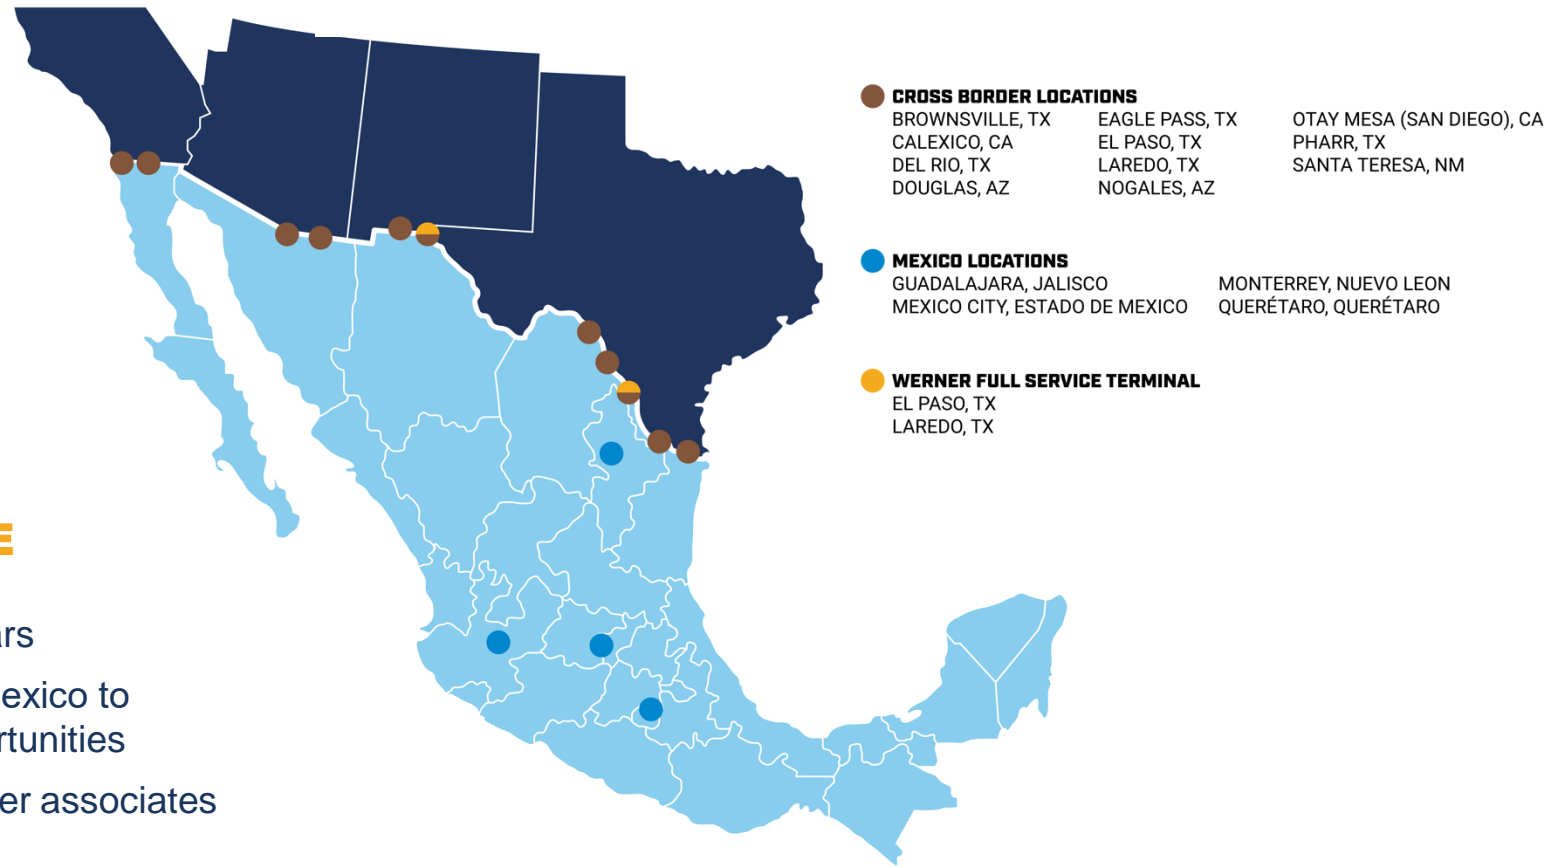 CROSS BORDER LOCATIONS
BROWNSVILLE, TX
CALEXICO, CA
DEL RIO, TX
DOUGLAS, AZ
EAGLE PASS, TX
EL PASO, TX
LAREDO, TX
NOGALES, AZ
OTAY MESA (SAN DIEGO), CA
PHARR, TX
SANTA TERESA, NM
MEXICO LOCATIONS
GUADALAJARA, JALISCO
MEXICO CITY, ESTADO DE MEXICO
MONTERREY, NUEVO LEON
QUERÉTARO, QUERÉTARO
WERNER FULL SERVICE TERMINAL
EL PASO, TX
LAREDO, TX
E
ars
exico to
rtunities
er associates